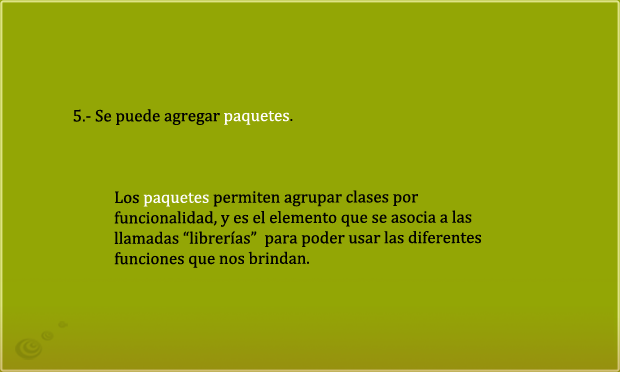 5.- Se puede agregar paquetes.
Los paquetes permiten agrupar clases por
funcionalidad, y es el elemento que se asocia a las
llamadas “librerías”  para poder usar las diferentes
funciones que nos brindan.